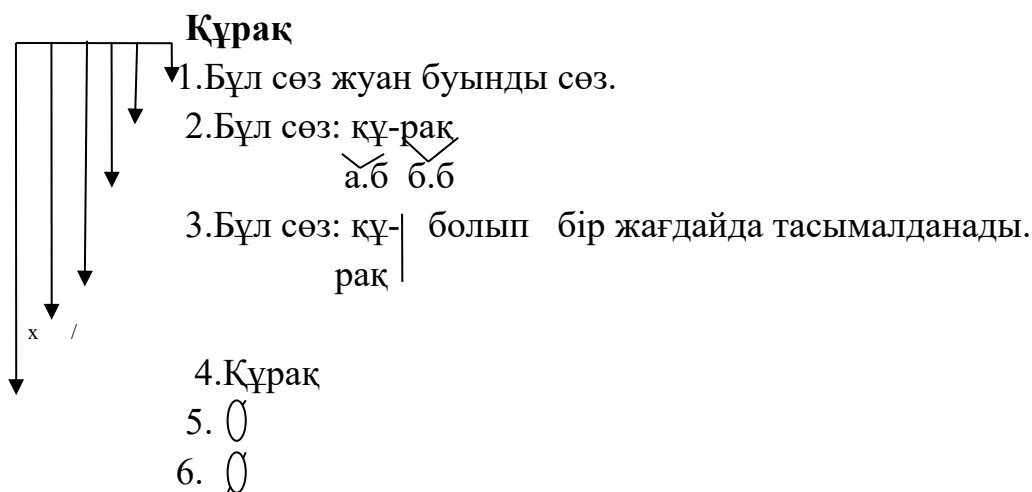 Құрақ
1.Бұл сөз жуан буынды сөз.
2.Бұл сөз: құ-рақ
а.б б.б
3.Бұл сөз: құ- болып бір жағдайда тасымалданады.
рақ
х /
4.Құрақ
5.
6.